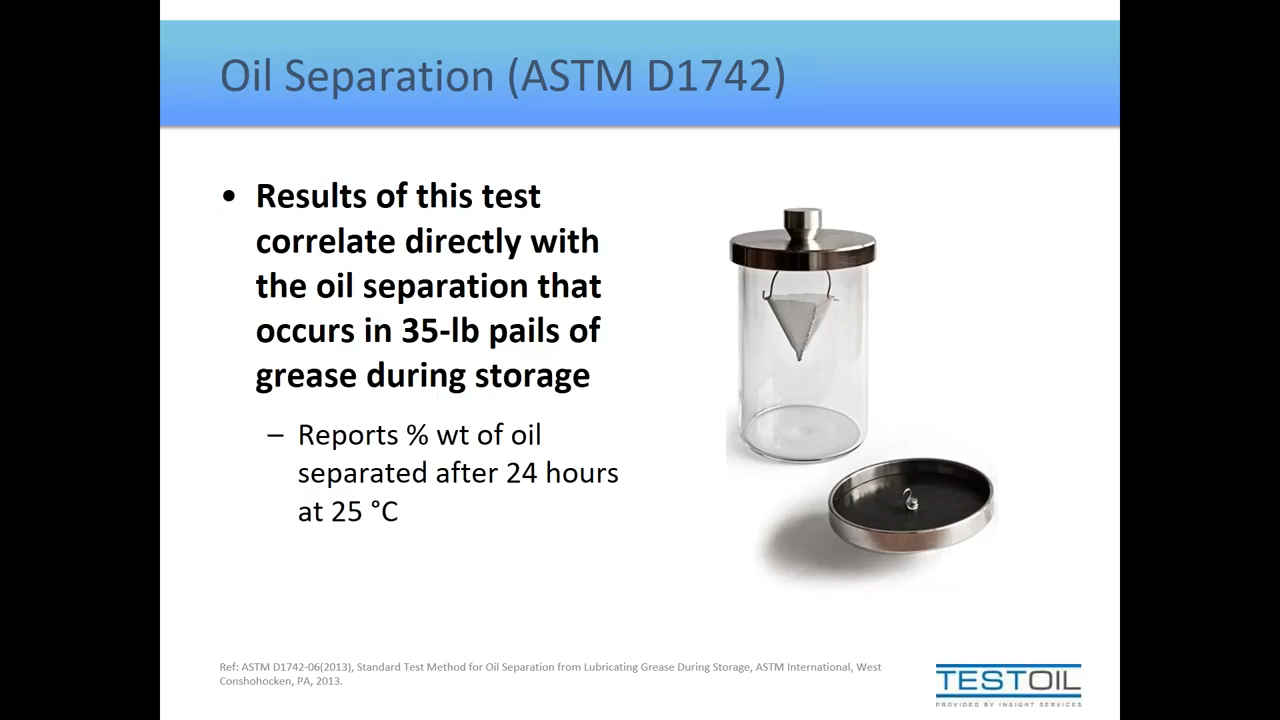 Oil Separation (ASTM D1742)
• Results of this test
correlate directly with
the oil separation that
occurs in 35-lb pails of
grease during storage
– Reports % wt of oil
separated after 24 hours
at 25 °C
Ref: ASTM D1742-06(2013), Standard Test Method for Oil Separation from Lubricating Grease During Storage, ASTM International, West
Conshohocken, PA, 2013.
TESTOIL
PROVIDED BY INSIGHT SERVICES